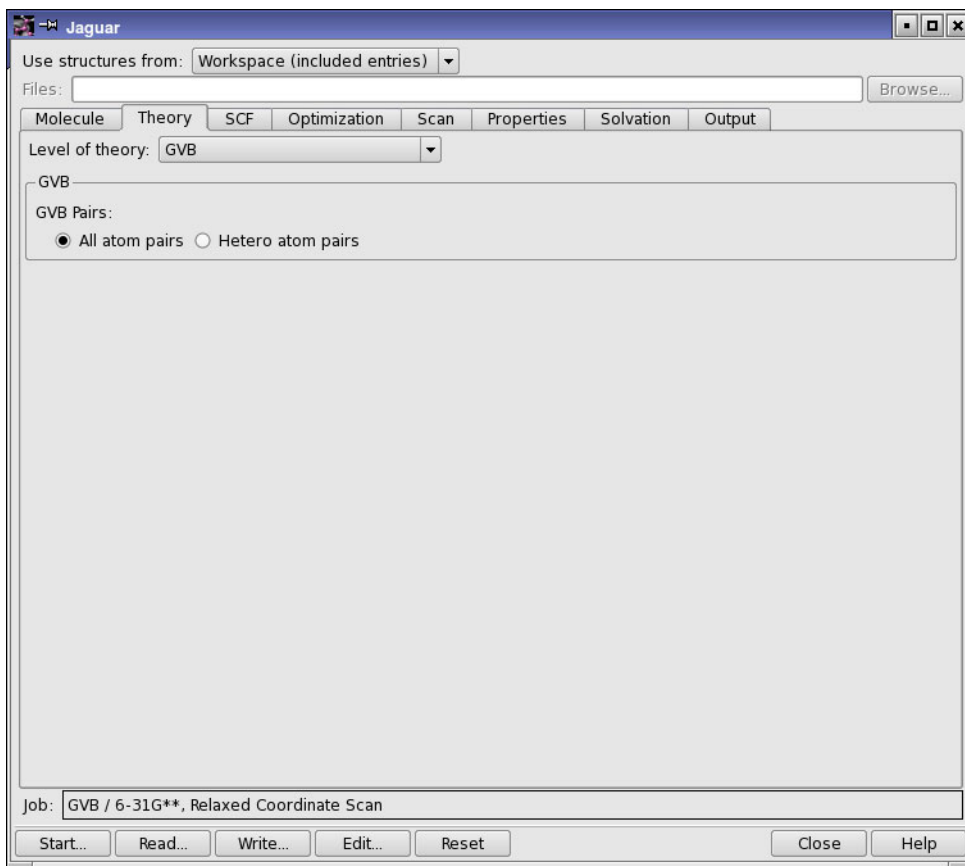 Jaguar
Use structures from: Workspace (included entries)
Files: Browse...
Molecule Theory SCF Optimization Scan Properties Solvation Output
Level of theory: GVB
GVB
GVB Pairs:
All atom pairs Hetero atom pairs
Job: GVB / 6-31G**, Relaxed Coordinate Scan
Start... Read... Write... Edit... Reset Close Help